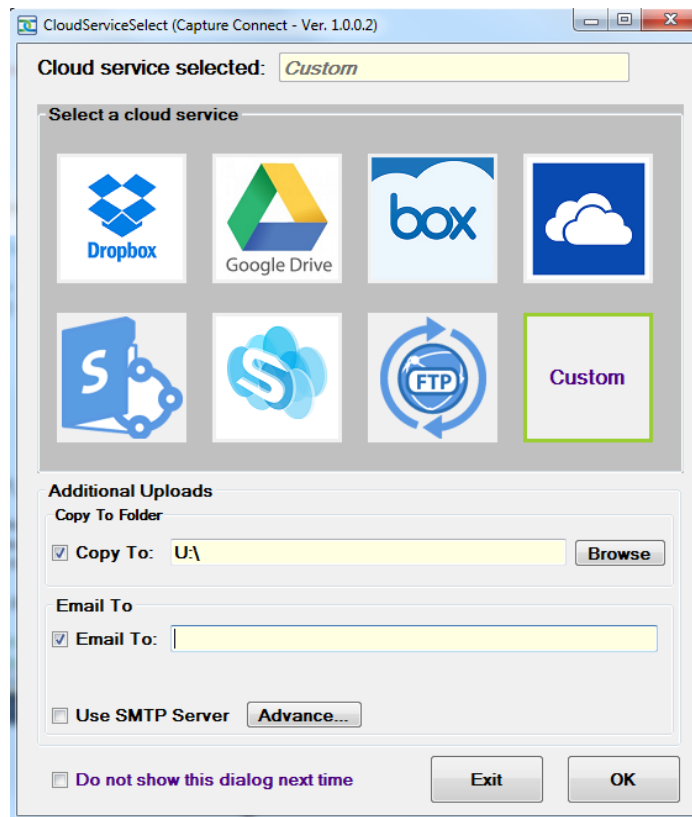 CloudServiceSelect (Capture Connect - Ver. 1.0.0.2)
Cloud service selected: Custom
Select a cloud service
Dropbox
Google Drive
box
S
S
FTP
Custom
Additional Uploads
Copy To Folder
Copy To: U:\ Browse
Email To
Email To:
Use SMTP Server Advance...
Do not show this dialog next time Exit OK